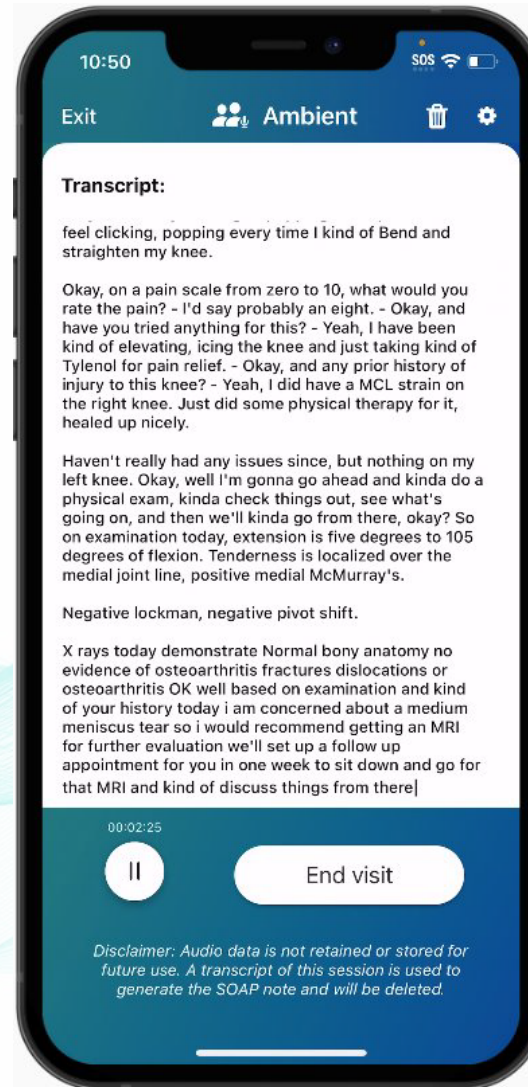 10:50
SOS
Exit
Ambient
Transcript:
feel clicking, popping every time I kind of Bend and
straighten my knee.
Okay, on a pain scale from zero to 10, what would you
rate the pain? - I'd say probably an eight. - Okay, and
have you tried anything for this? - Yeah, I have been
kind of elevating, icing the knee and just taking kind of
Tylenol for pain relief. - Okay, and any prior history of
injury to this knee? - Yeah, I did have a MCL strain on
the right knee. Just did some physical therapy for it,
healed up nicely.
Haven't really had any issues since, but nothing on my
left knee. Okay, well I'm gonna go ahead and kinda do a
physical exam, kinda check things out, see what's
going on, and then we'll kinda go from there, okay? So
on examination today, extension is five degrees to 105
degrees of flexion. Tenderness is localized over the
medial joint line, positive medial McMurray's.
Negative lockman, negative pivot shift.
X rays today demonstrate Normal bony anatomy no
evidence of osteoarthritis fractures dislocations or
osteoarthritis OK well based on examination and kind
of your history today i am concerned about a medium
meniscus tear so i would recommend getting an MRI
for further evaluation we'll set up a follow up
appointment for you in one week to sit down and go for
that MRI and kind of discuss things from there
00:02:25
End visit
Disclaimer: Audio data is not retained or stored for
future use. A transcript of this session is used to
generate the SOAP note and will be deleted.